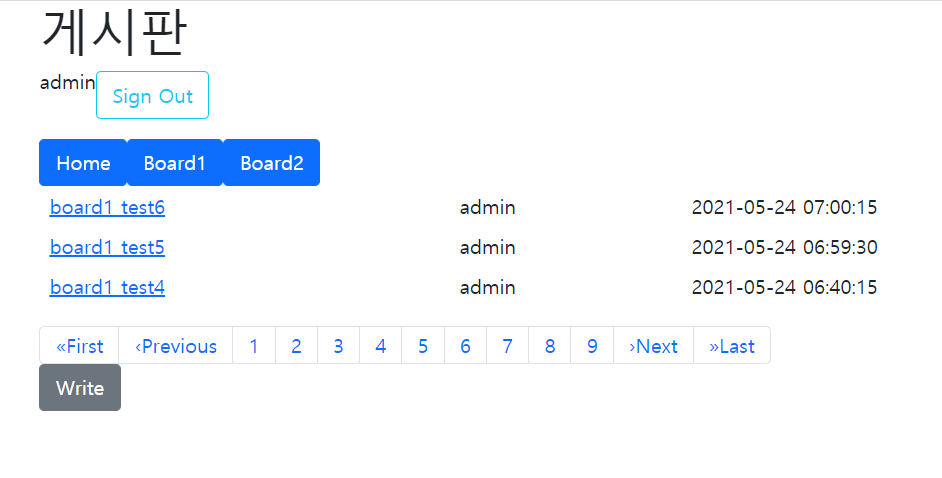 게시판
admin Sign Out
Home Board1 Board2
board1 test6 admin 2021-05-24 07:00:15
board1 test5 admin 2021-05-24 06:59:30
board1 test4 admin 2021-05-24 06:40:15
«First ‹Previous 1 2 3 4 5 6 7 8 9 ›Next »Last
Write